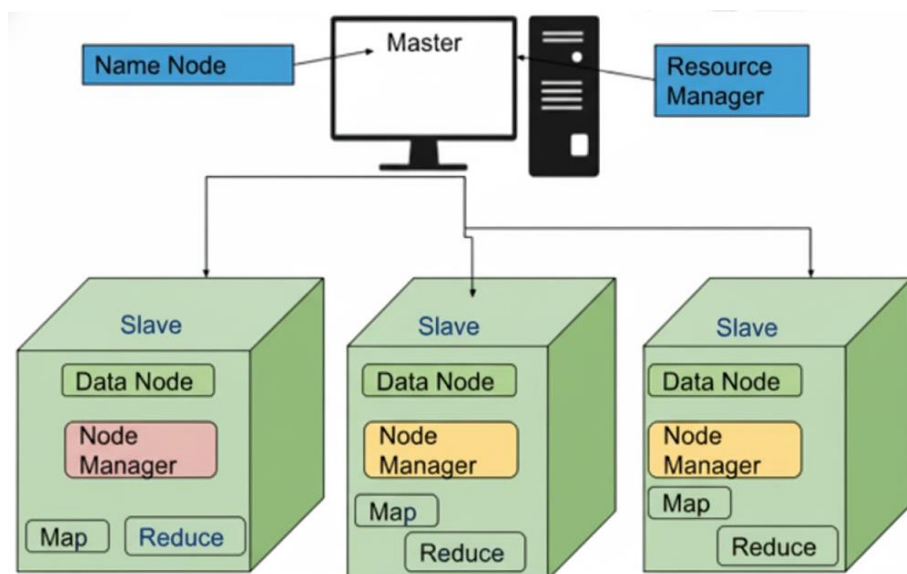 Master
Name Node
Resource
Manager
Slave
Data Node
Node
Manager
Map
Reduce
Slave
Data Node
Node
Manager
Map
Reduce
Slave
Data Node
Node
Manager
Map
Reduce